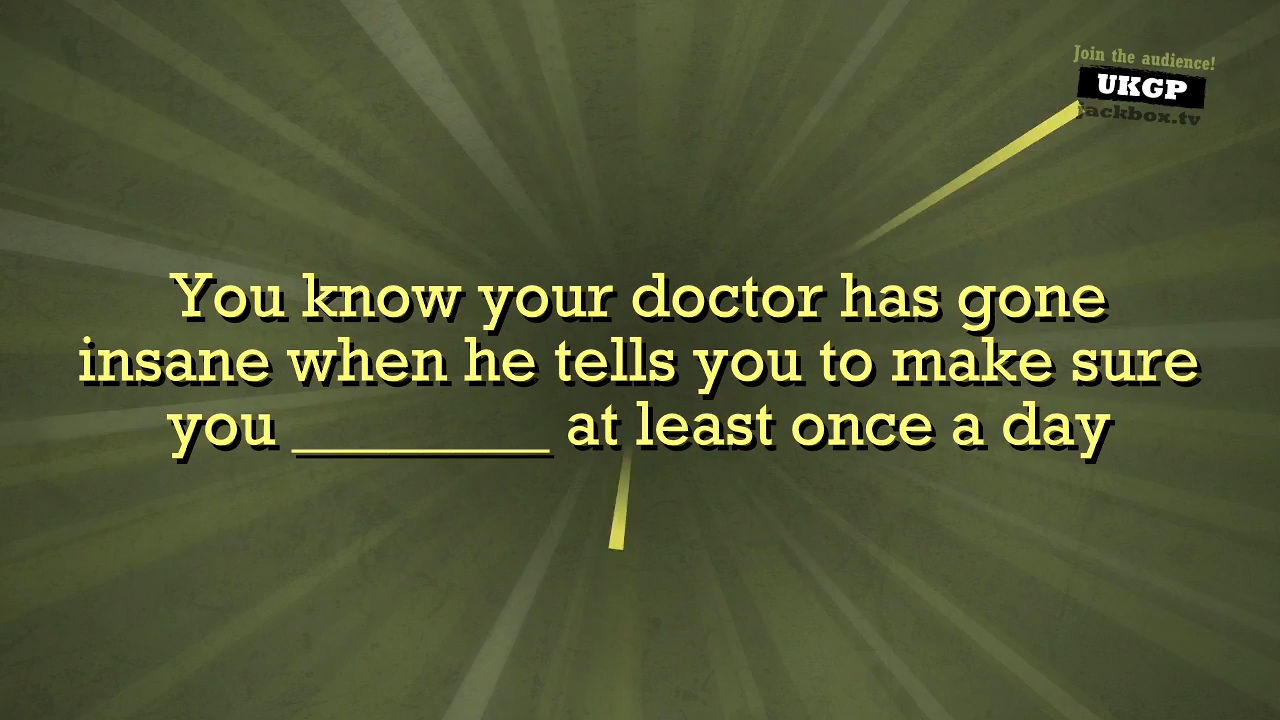 Join the audience!
UKGP
jackbox.tv
You know your doctor has gone
insane when he tells you to make sure
you _________ at least once a day